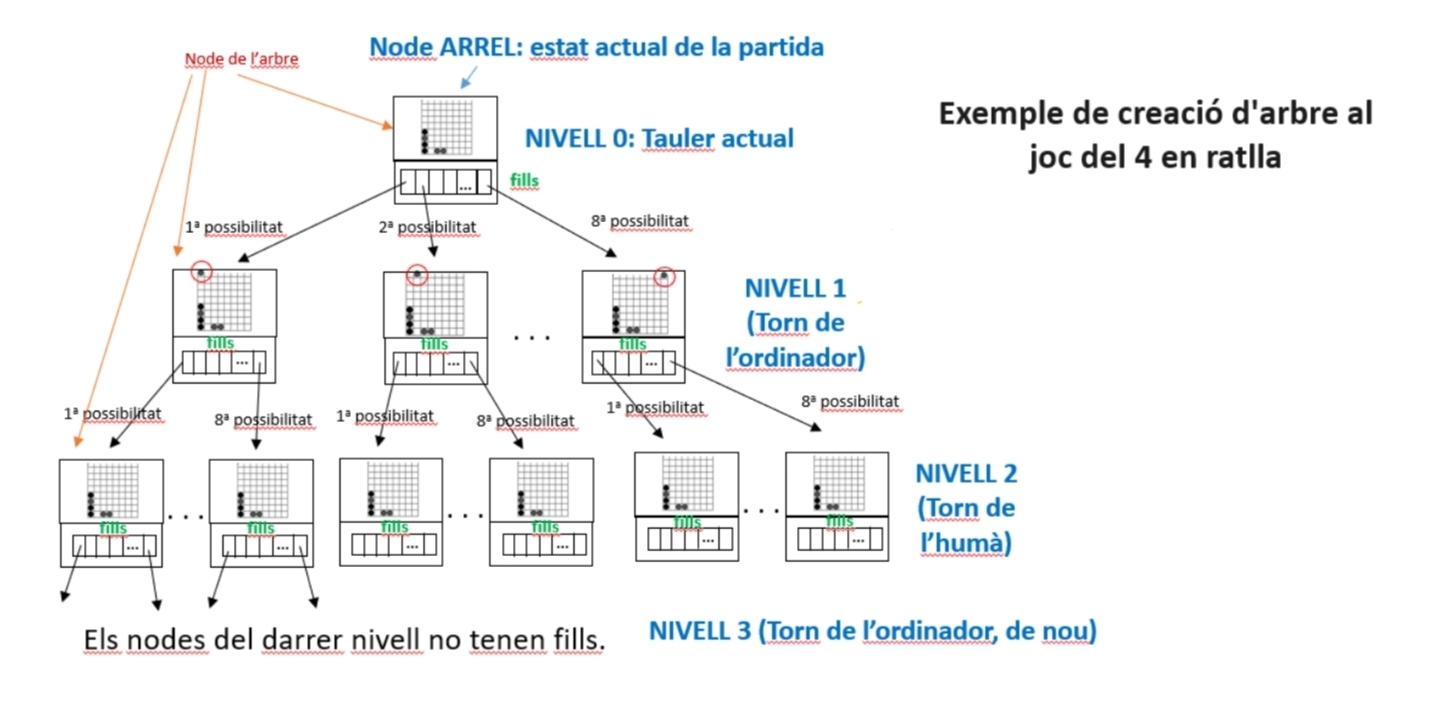 Node ARREL: estat actual de la partida
Node de l'arbre
Exemple de creació d'arbre al
joc del 4 en ratlla
NIVELL 0: Tauler actual
...
fills
1ª possibilitat
2ª possibilitat
8ª possibilitat
NIVELL 1
(Torn de
l'ordinador)
fills
fills
...
fills
...
...
...
1ª possibilitat
8ª possibilitat
1ª possibilitat
8ª possibilitat
1ª possibilitat
8ª possibilitat
NIVELL 2
(Torn de
l'humà)
fills
...
fills
fills
...
fills
fills
...
fills
...
...
...
...
...
...
Els nodes del darrer nivell no tenen fills.
NIVELL 3 (Torn de l'ordinador, de nou)